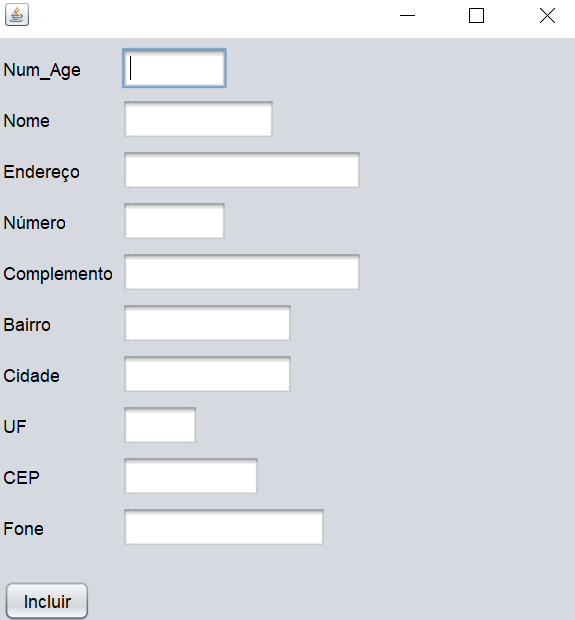 Num_Age
Nome
Endereço
Número
Complemento
Bairro
Cidade
UF
CEP
Fone
Incluir